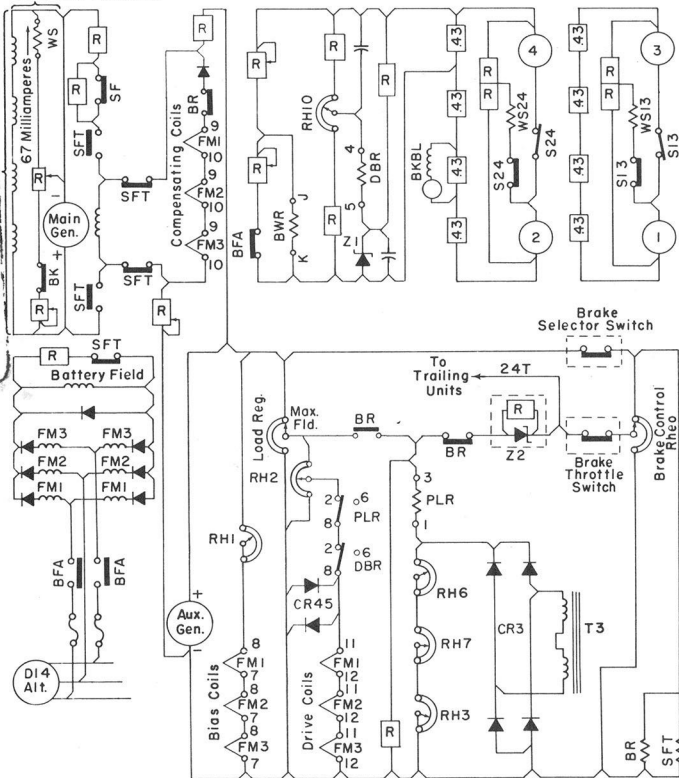 67 Milliamperes
WS
R
SF
R
SFT
R
Main
Gen.
-
+
BK
R
SFT
SFT
SFT
SFT
R
Battery Field
FM3
FM3
FM2
FM2
FM1
FM1
BFA
BFA
D14
Alt.
R
BR
Compensating Coils
9
FM1
10
9
FM2
10
9
FM3
10
R
R
R
BFA
BWR
J
K
R
RH10
R
4
DBR
5
Z1
R
BKBL
.43
.43
.43
.43
4
R
R
WS24
S24
S24
2
.43
.43
.43
.43
3
R
R
WS13
S13
S13
1
Brake
Selector Switch
To
Trailing
Units
24T
R
Z2
Brake
Throttle
Switch
Brake Control
Rheo
Load Reg.
Max.
Fld.
BR
BR
RH2
2
6
PLR
8
2
6
DBR
8
3
PLR
1
RH1
CR45
Aux.
Gen.
+
-
Bias Coils
8
FM1
7
8
FM2
7
8
FM3
7
Drive Coils
11
FM1
12
11
FM2
12
11
FM3
12
R
RH6
RH7
RH3
CR3
T3
BR
SFT